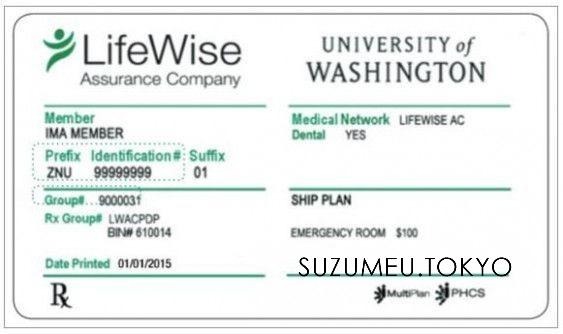 LifeWise
Assurance Company
UNIVERSITY of
WASHINGTON
Member
IMA MEMBER
Medical Network LIFEWISE AC
Dental YES
Prefix Identification# Suffix
ZNU 99999999 01
Group# 9000031
Rx Group# LWACPDP
BIN# 610014
SHIP PLAN
EMERGENCY ROOM $100
Date Printed 01/01/2015
SUZUMEU.TOKYO
Rx
MultiPlan PHCS